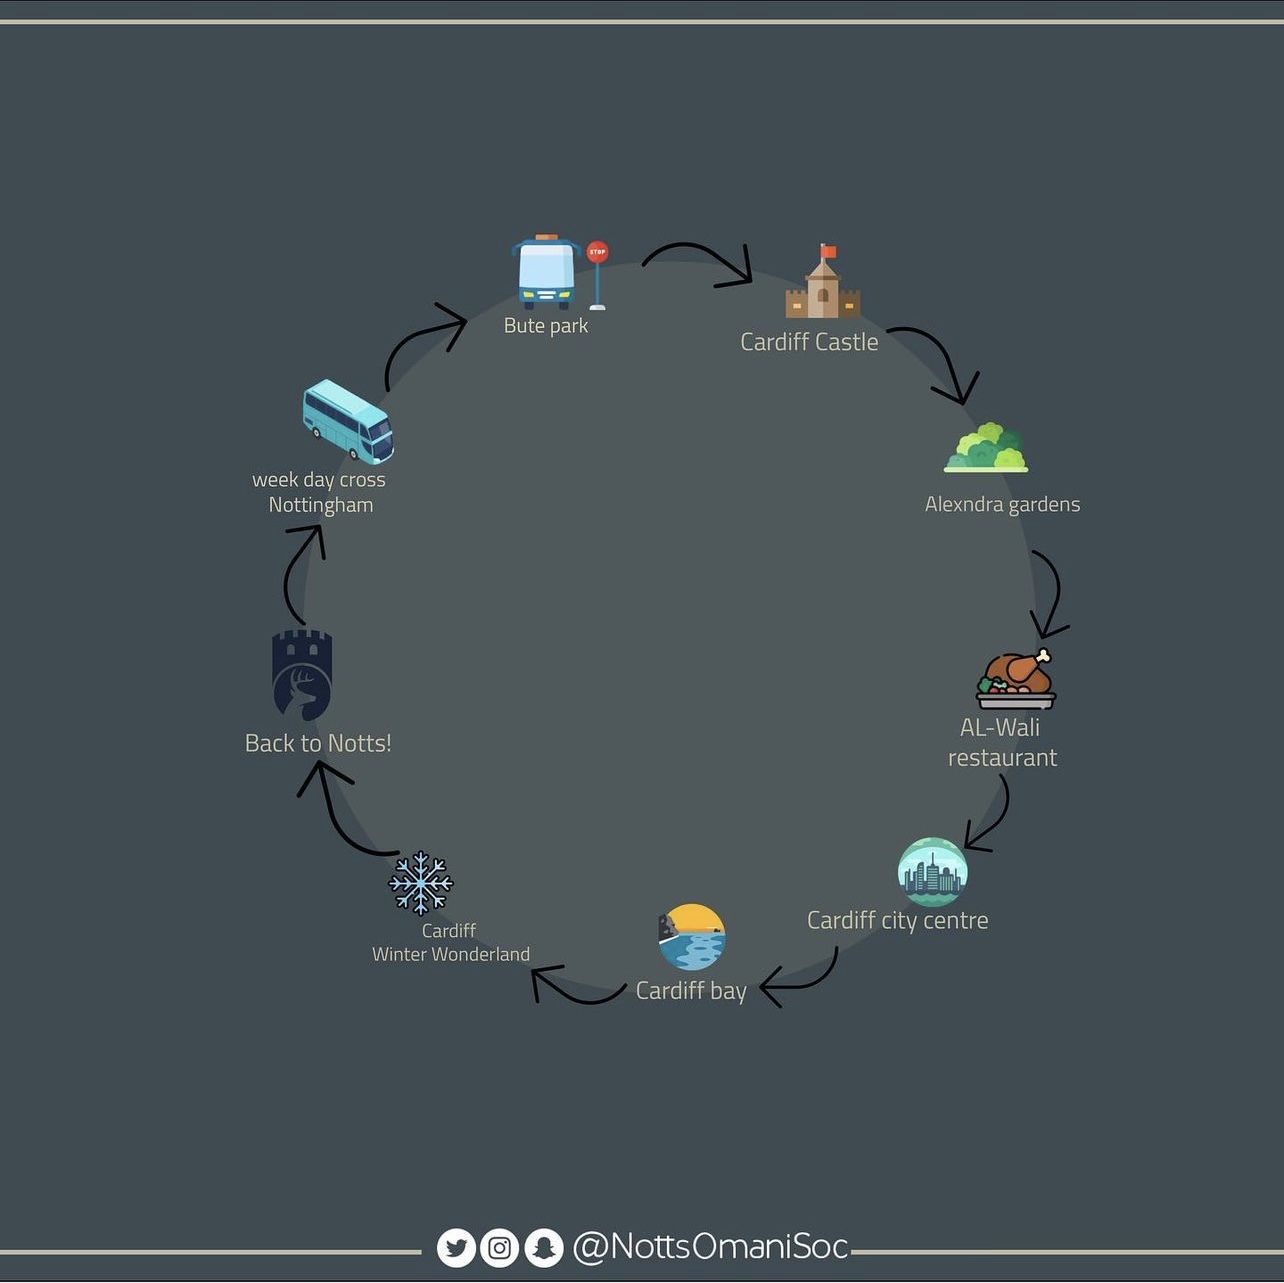 STOP
Bute park
Cardiff Castle
week day cross
Nottingham
Alexndra gardens
Back to Notts!
AL-Wali
restaurant
Cardiff city centre
Cardiff
Winter Wonderland
Cardiff bay
@NottsOmaniSoc